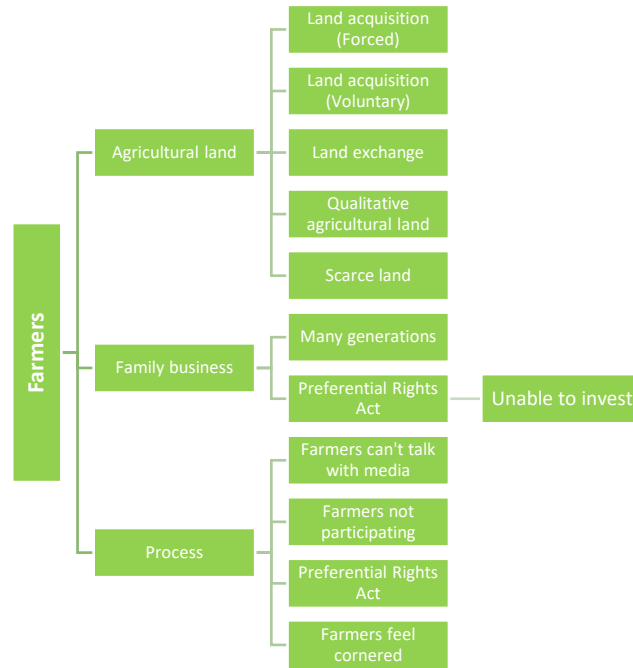 Farmers
Agricultural land
Land acquisition
(Forced)
Land acquisition
(Voluntary)
Land exchange
Qualitative
agricultural land
Scarce land
Family business
Many generations
Preferential Rights
Act
Unable to invest
Process
Farmers can't talk
with media
Farmers not
participating
Preferential Rights
Act
Farmers feel
cornered